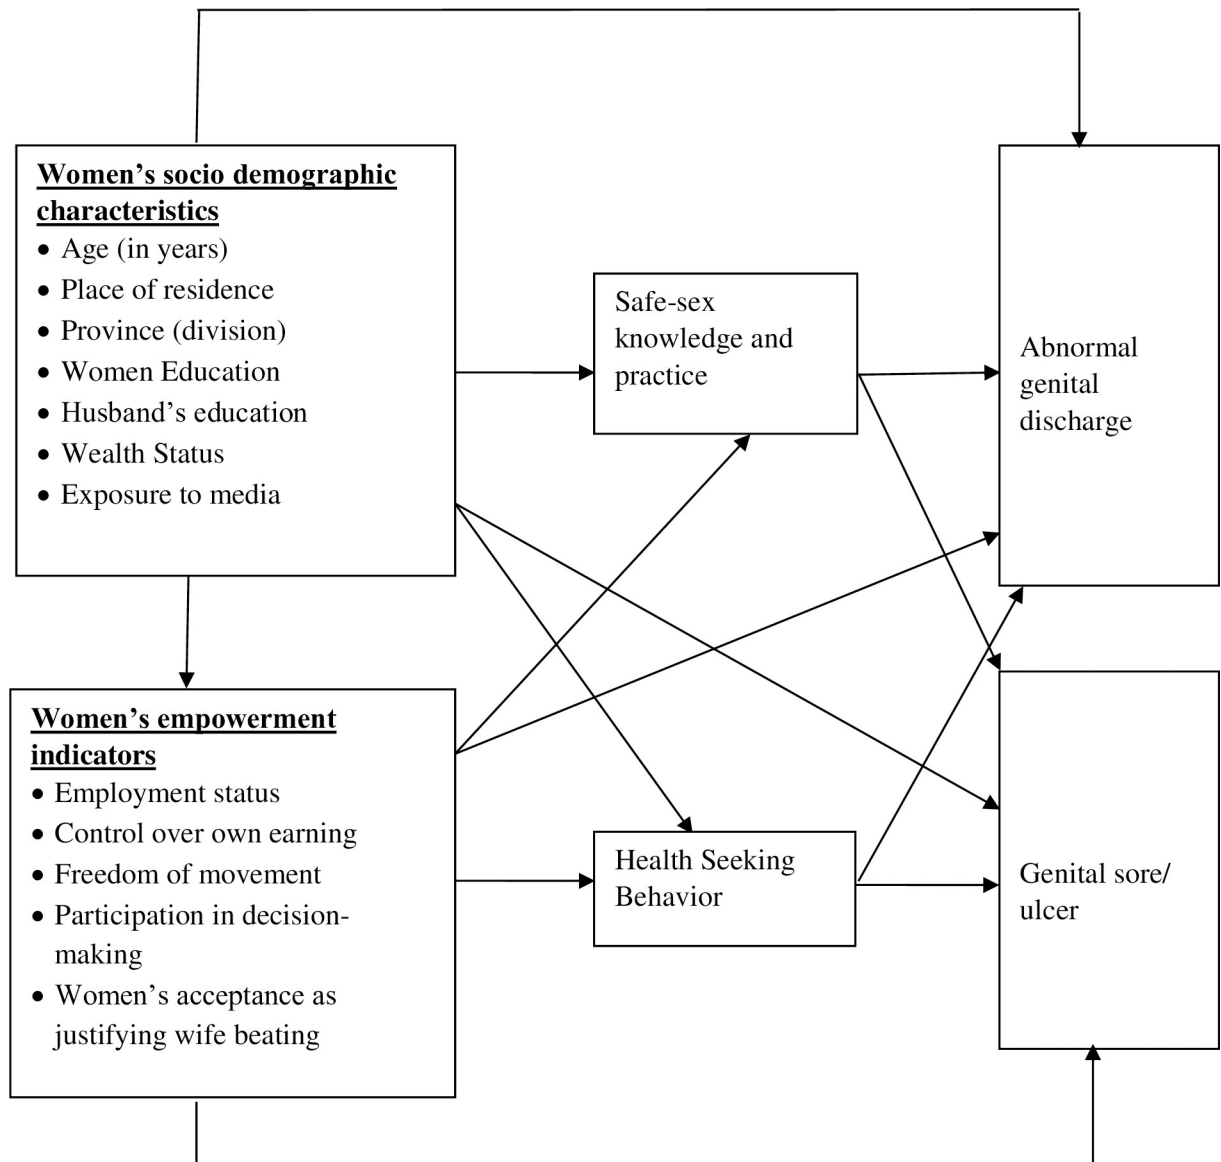 Women’s socio demographic
characteristics
• Age (in years)
• Place of residence
• Province (division)
• Women Education
• Husband’s education
• Wealth Status
• Exposure to media
Safe-sex
knowledge and
practice
Abnormal
genital
discharge
Women’s empowerment
indicators
• Employment status
• Control over own earning
• Freedom of movement
• Participation in decision-
making
• Women’s acceptance as
justifying wife beating
Health Seeking
Behavior
Genital sore/
ulcer